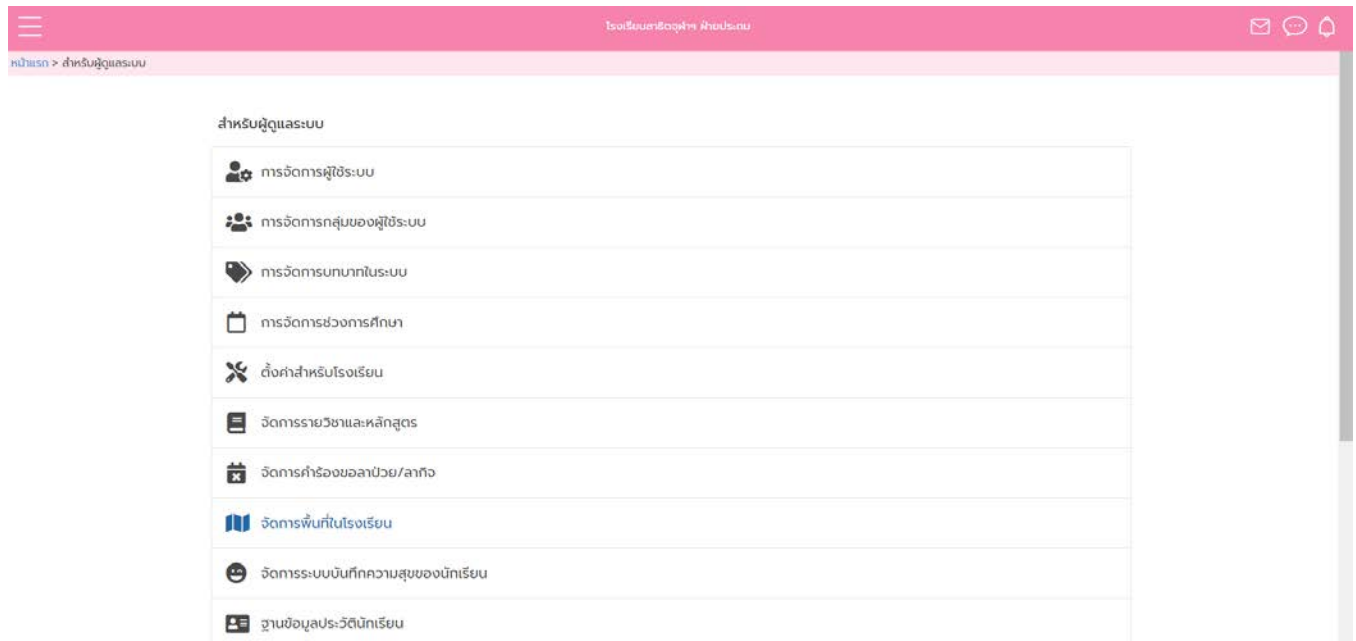 โรงเรียนสาธิตจุฬาฯ ฝ่ายประถม
หน้าแรก > สำหรับผู้ดูแลระบบ
สำหรับผู้ดูแลระบบ
การจัดการผู้ใช้ระบบ
การจัดการกลุ่มของผู้ใช้ระบบ
การจัดการบทบาทในระบบ
การจัดการช่วงการศึกษา
ตั้งค่าสำหรับโรงเรียน
จัดการรายวิชาและหลักสูตร
จัดการคำร้องขอลาป่วย/ลากิจ
จัดการพื้นที่ในโรงเรียน
จัดการระบบบันทึกความสุขของนักเรียน
ฐานข้อมูลประวัตินักเรียน